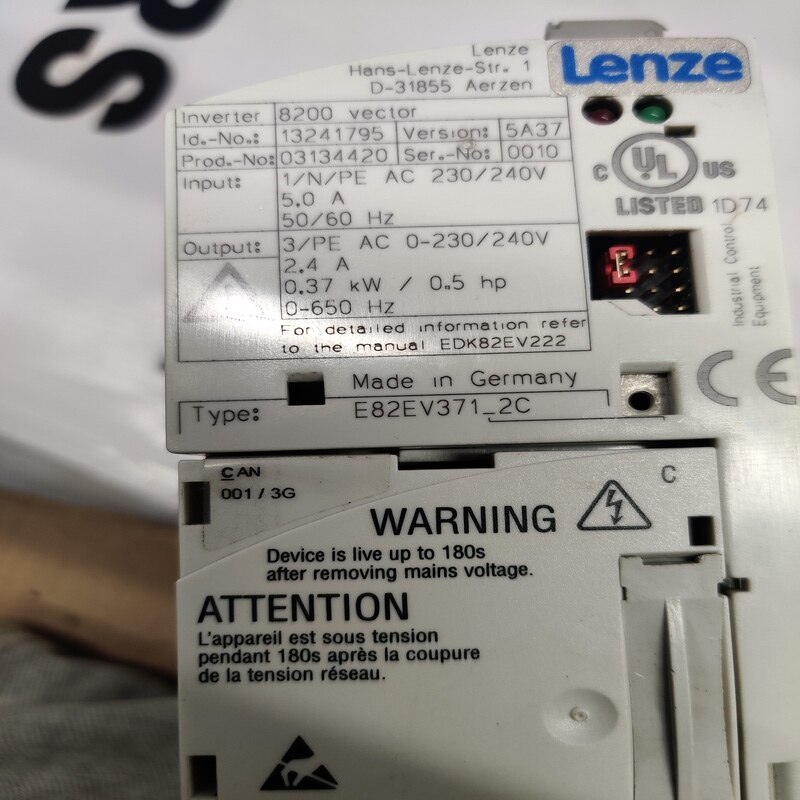 RS
Lenze
Hans-Lenze-Str. 1
D-31855 Aerzen
Lenze
Inverter 8200 vector
Id.-No.: 13241795 Version: 5A37
Prod.-No: 03134420 Ser.-No: 0010
Input: 1/N/PE AC 230/240V
5.0 A
50/60 Hz
Output: 3/PE AC 0-230/240V
2.4 A
0.37 kW / 0.5 hp
0-650 Hz
For detailed information refer
to the manual EDK82EV222
C UL US
LISTED 1D74
Industrial Control
Equipment
Made in Germany
CE
Type: E82EV371_2C
CAN
001 / 3G
C
WARNING
Device is live up to 180s
after removing mains voltage.
ATTENTION
L'appareil est sous tension
pendant 180s après la coupure
de la tension réseau.